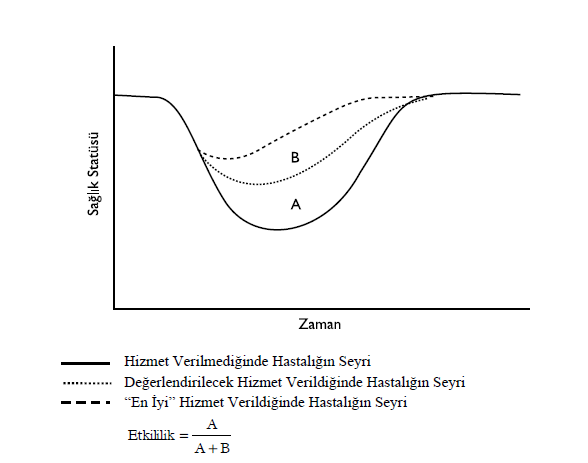 Sağlık Statüsü
B
A
Zaman
Hizmet Verilmediğinde Hastalığın Seyri
Değerlendirilecek Hizmet Verildiğinde Hastalığın Seyri
“En İyi” Hizmet Verildiğinde Hastalığın Seyri
Etkililik = A / A + B